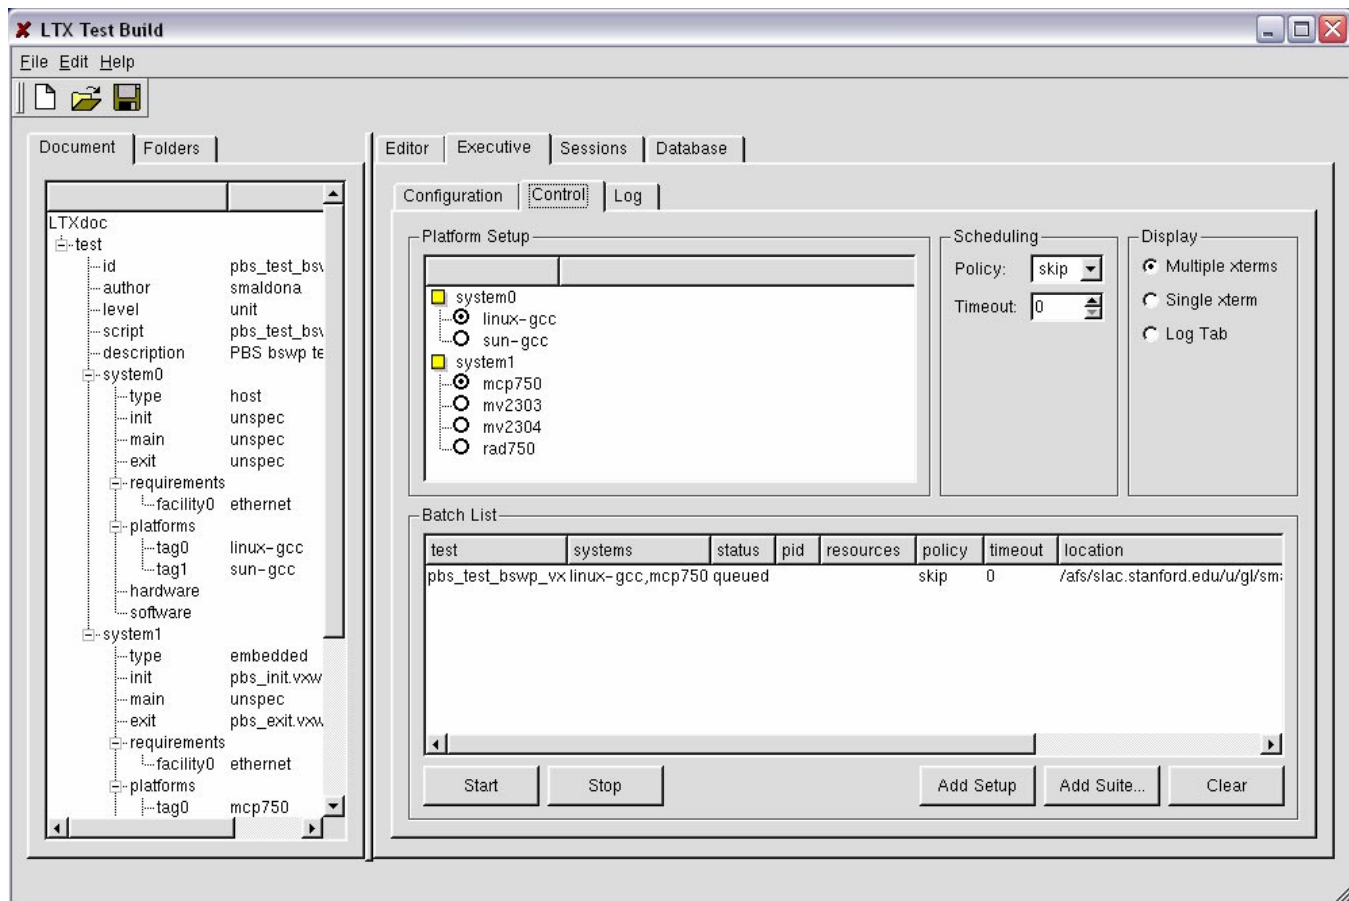 LTX Test Build
File Edit Help
Document Folders
Editor Executive Sessions Database
Configuration Control Log
LTXdoc
test
id pbs_test_bsw
author smaldona
level unit
script pbs_test_bsw
description PBS bswp te
system0
type host
init unspec
main unspec
exit unspec
requirements
facility0 ethernet
platforms
tag0 linux-gcc
tag1 sun-gcc
hardware
software
system1
type embedded
init pbs_init.vxw
main unspec
exit pbs_exit.vxw
requirements
facility0 ethernet
platforms
tag0 mcp750
Platform Setup
system0
linux-gcc
sun-gcc
system1
mcp750
mv2303
mv2304
rad750
Scheduling
Policy: skip
Timeout: 0
Display
Multiple xterms
Single xterm
Log Tab
Batch List
test systems status pid resources policy timeout location
pbs_test_bswp_vx linux-gcc,mcp750 queued skip 0 /afs/slac.stanford.edu/u/gl/sma
Start Stop Add Setup Add Suite... Clear